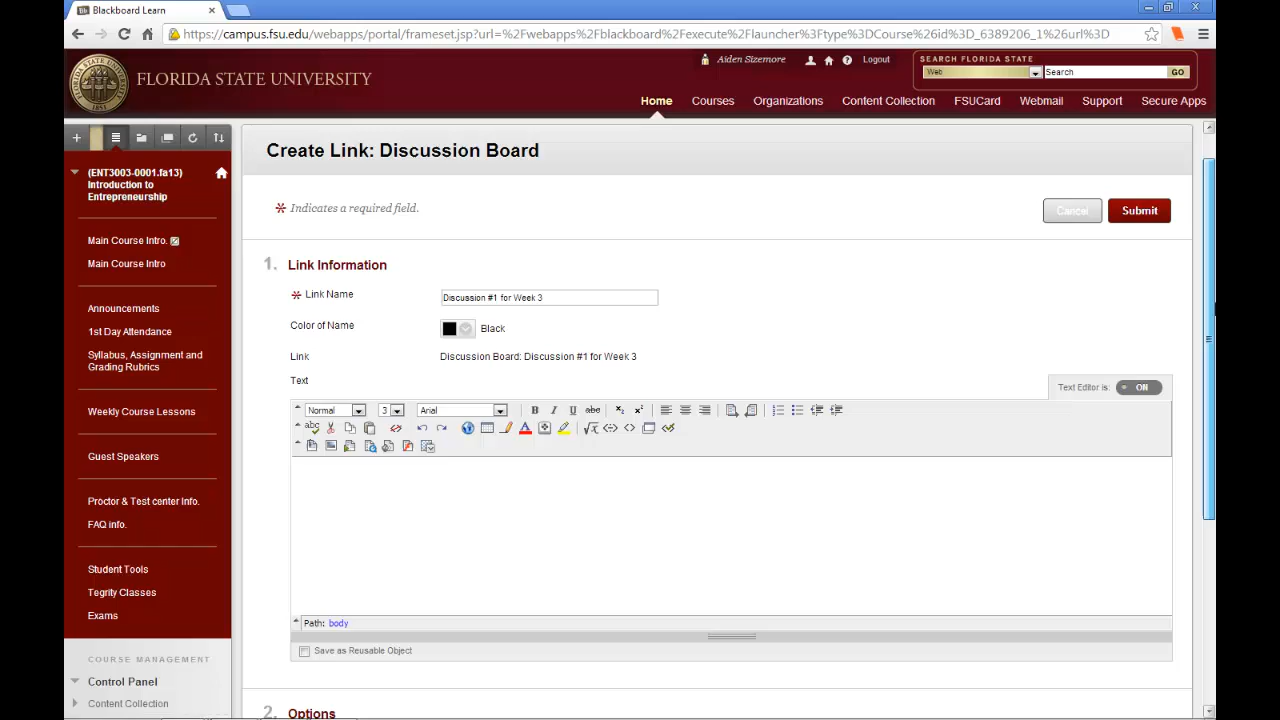 Blackboard Learn
https://campus.fsu.edu/webapps/portal/frameset.jsp?url=%2Fwebapps%2Fblackboard%2Fexecute%2Flauncher%3Ftype%3DCourse%26id%3D_6389206_1%26url%3D
FLORIDA STATE UNIVERSITY
Aiden Sizemore
Logout
SEARCH FLORIDA STATE
Web
Search
GO
Home
Courses
Organizations
Content Collection
FSUCard
Webmail
Support
Secure Apps
(ENT3003-0001.fa13)
Introduction to
Entrepreneurship
Main Course Intro.
Main Course Intro
Announcements
1st Day Attendance
Syllabus, Assignment and
Grading Rubrics
Weekly Course Lessons
Guest Speakers
Proctor & Test center Info.
FAQ info.
Student Tools
Tegrity Classes
Exams
COURSE MANAGEMENT
Control Panel
Content Collection
Create Link: Discussion Board
Indicates a required field.
Cancel
Submit
1. Link Information
Link Name
Discussion #1 for Week 3
Color of Name
Black
Link
Discussion Board: Discussion #1 for Week 3
Text
Text Editor is:
ON
Normal
3
Arial
Path: body
Save as Reusable Object
2. Options